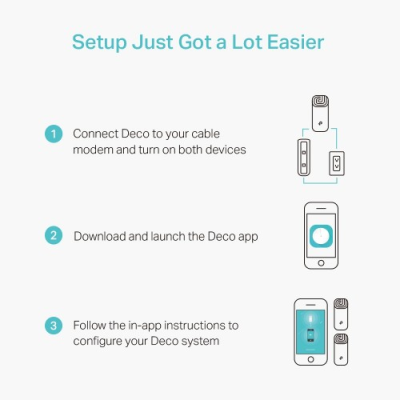 Setup Just Got a Lot Easier
1
Connect Deco to your cable
modem and turn on both devices
2
Download and launch the Deco app
3
Follow the in-app instructions to
configure your Deco system